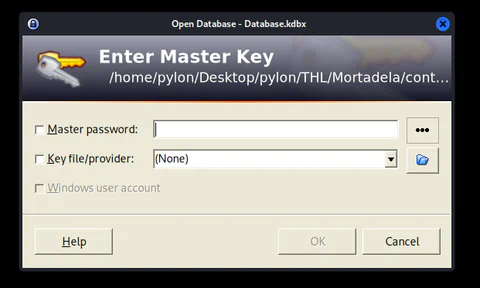 Open Database - Database.kdbx
Enter Master Key
/home/pylon/Desktop/pylon/THL/Mortadela/cont...
Master password:
Key file/provider: (None)
Windows user account
Help OK Cancel